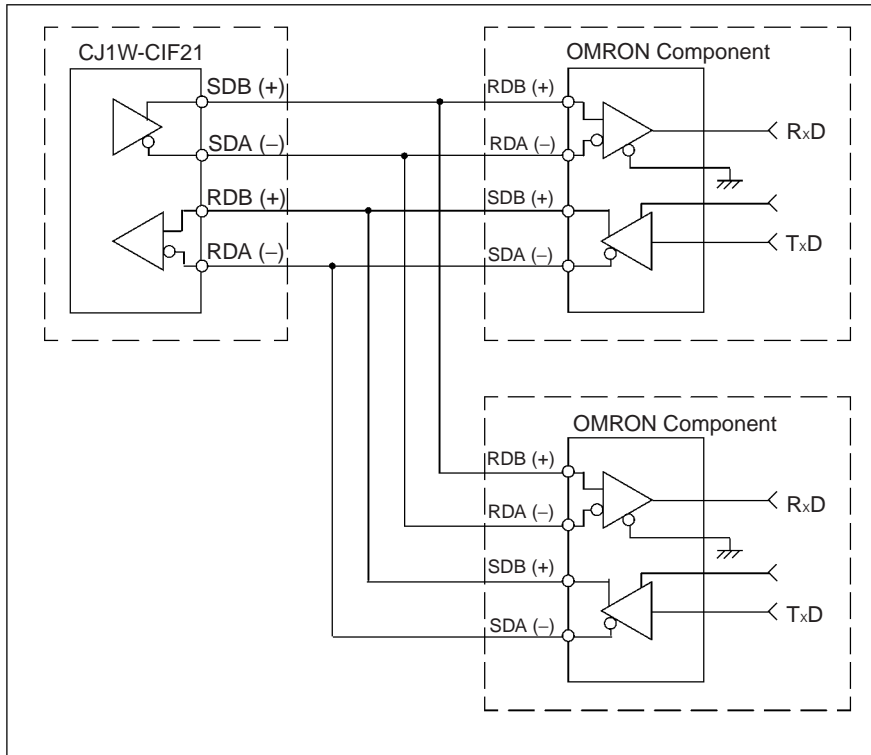 CJ1W-CIF21
OMRON Component
SDB (+)
RDB (+)
RxD
SDA (–)
RDA (–)
RDB (+)
SDB (+)
TxD
RDA (–)
SDA (–)
OMRON Component
RDB (+)
RxD
RDA (–)
SDB (+)
TxD
SDA (–)